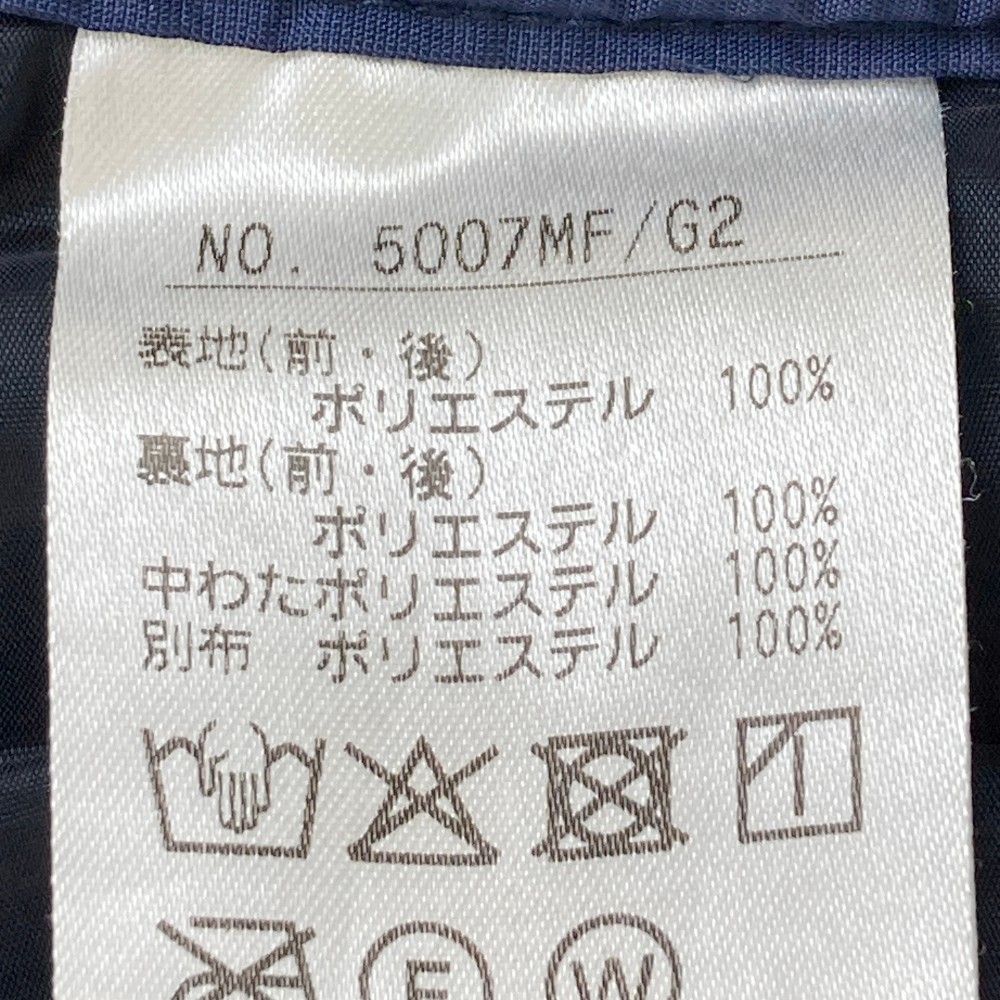 NO. 5007MF/G2
表地(前・後)
ポリエステル 100%
裏地(前・後)
ポリエステル 100%
中わたポリエステル 100%
別布 ポリエステル 100%
F W